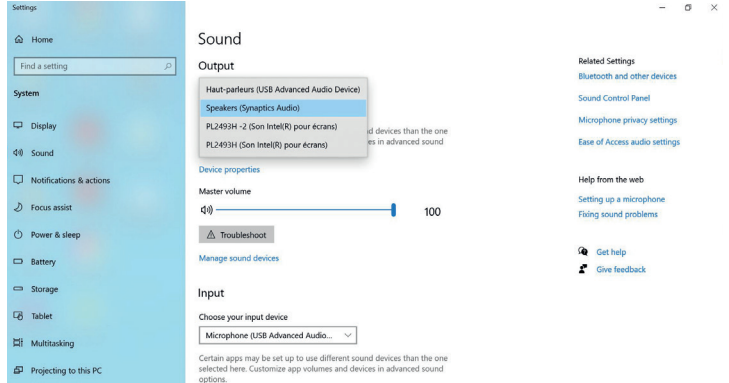 Settings
Home
Find a setting
System
Display
Sound
Notifications & actions
Focus assist
Power & sleep
Battery
Storage
Tablet
Multitasking
Projecting to this PC
Sound
Output
Haut-parleurs (USB Advanced Audio Device)
Speakers (Synaptics Audio)
PL2493H -2 (Son Intel(R) pour écrans)
PL2493H (Son Intel(R) pour écrans)
devices than the one
in advanced sound
Device properties
Master volume
100
Troubleshoot
Manage sound devices
Input
Choose your input device
Microphone (USB Advanced Audio...
Certain apps may be set up to use different sound devices than the one
selected here. Customize app volumes and devices in advanced sound
options.
Related Settings
Bluetooth and other devices
Sound Control Panel
Microphone privacy settings
Ease of Access audio settings
Help from the web
Setting up a microphone
Fixing sound problems
Get help
Give feedback